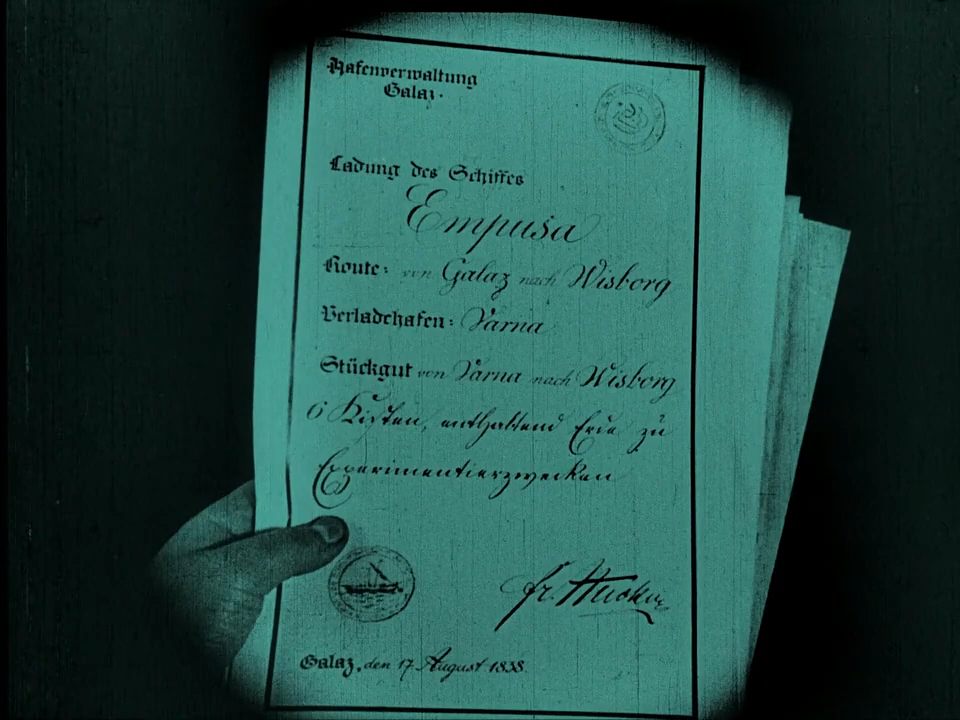 Hafenverwaltung
Galaz.
Ladung des Schiffes
Empusa
Route: von Galaz nach Wisborg
Verladehafen: Varna
Stückgut von Varna nach Wisborg
6 Kisten, enthaltend Erde zu
Experimentierzwecken
Galaz, den 17. August 1838.